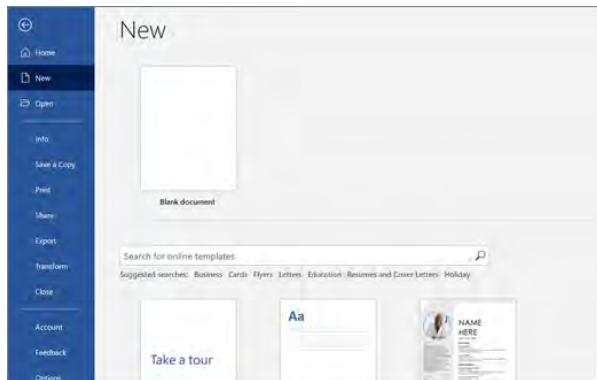 New
Home
New
Open
Info
Save a Copy
Print
Share
Export
Transform
Close
Account
Feedback
Options
Blank document
Search for online templates
Suggested searches: Business Cards Flyers Letters Education Resumes and Cover Letters Holiday
Take a tour
Aa
NAME
HERE